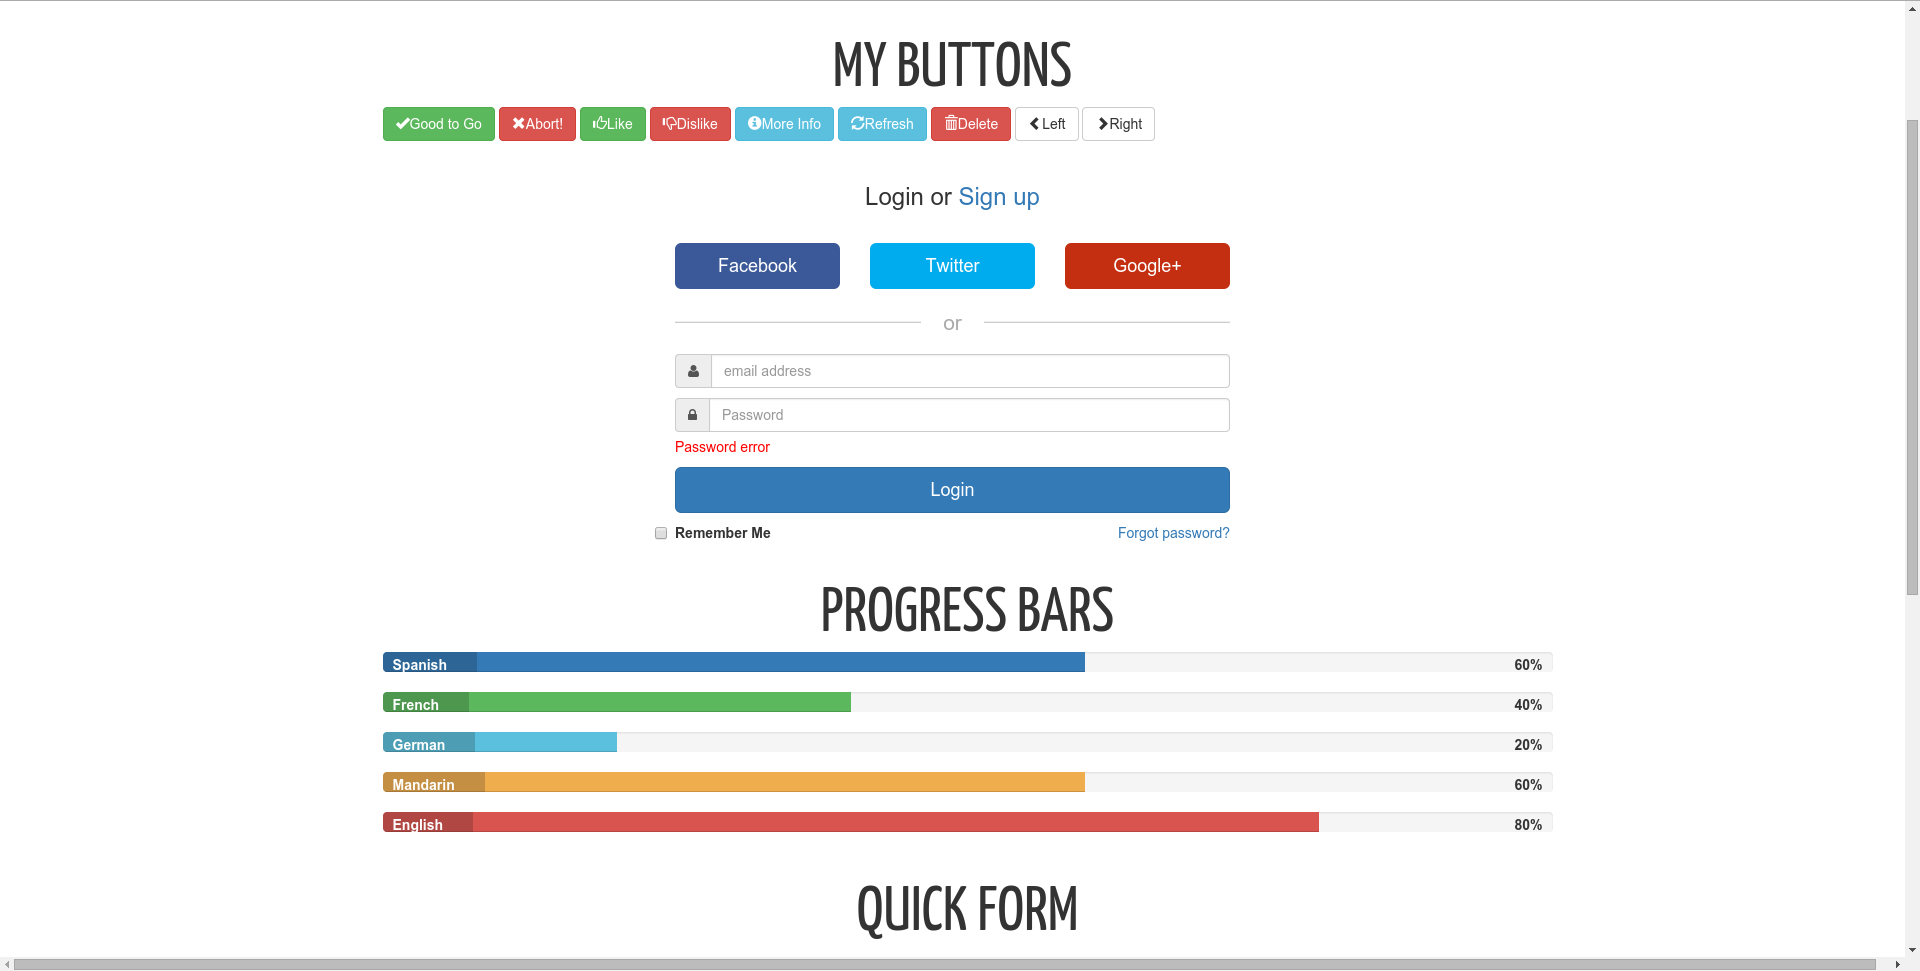 MY BUTTONS
Good to Go Abort! Like Dislike More Info Refresh Delete Left Right
Login or Sign up
Facebook Twitter Google+
or
email address
Password
Password error
Login
Remember Me Forgot password?
PROGRESS BARS
Spanish 60%
French 40%
German 20%
Mandarin 60%
English 80%
QUICK FORM